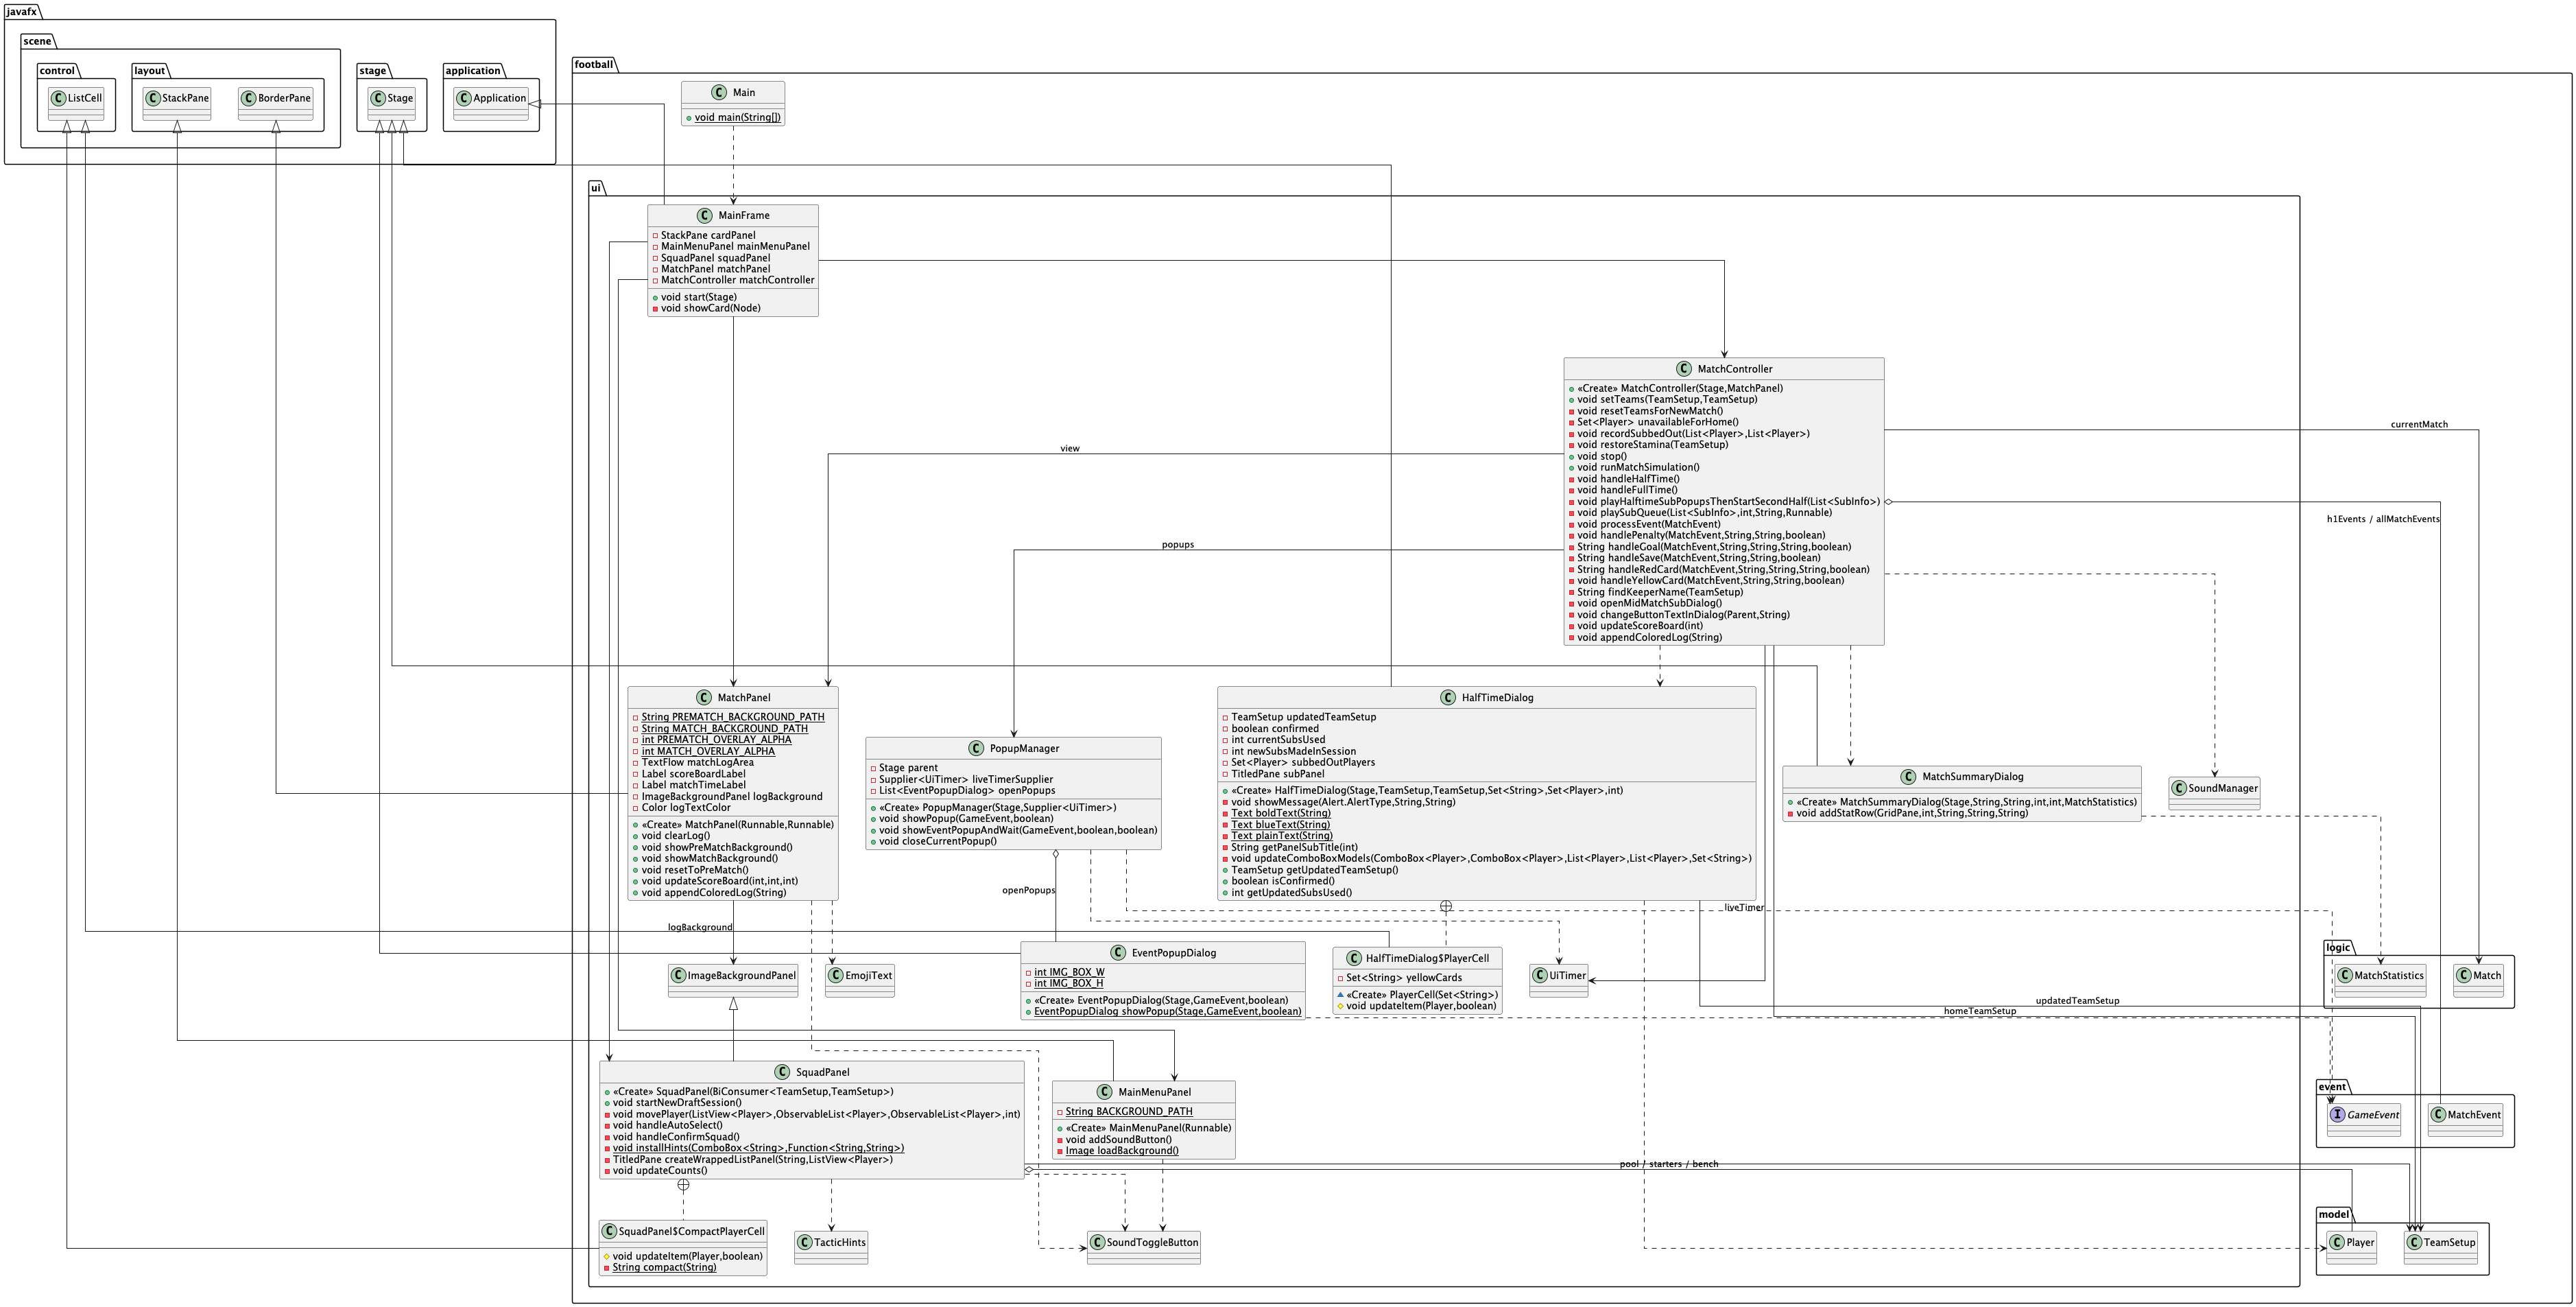 javafx
scene
control
C ListCell
layout
C StackPane
C BorderPane
stage
C Stage
application
C Application
football
C Main
void main(String[])
ui
C MainFrame
StackPane cardPanel
MainMenuPanel mainMenuPanel
SquadPanel squadPanel
MatchPanel matchPanel
MatchController matchController
void start(Stage)
void showCard(Node)
C MatchController
«Create» MatchController(Stage,MatchPanel)
void setTeams(TeamSetup,TeamSetup)
void resetTeamsForNewMatch()
Set<Player> unavailableForHome()
void recordSubbedOut(List<Player>,List<Player>)
void restoreStamina(TeamSetup)
void stop()
void runMatchSimulation()
void handleHalfTime()
void handleFullTime()
void playHalftimeSubPopupsThenStartSecondHalf(List<SubInfo>)
void playSubQueue(List<SubInfo>,int,String,Runnable)
void processEvent(MatchEvent)
void handlePenalty(MatchEvent,String,String,boolean)
String handleGoal(MatchEvent,String,String,String,boolean)
String handleSave(MatchEvent,String,String,boolean)
String handleRedCard(MatchEvent,String,String,String,boolean)
void handleYellowCard(MatchEvent,String,String,boolean)
String findKeeperName(TeamSetup)
void openMidMatchSubDialog()
void changeButtonTextInDialog(Parent,String)
void updateScoreBoard(int)
void appendColoredLog(String)
currentMatch
view
h1Events / allMatchEvents
popups
C MatchPanel
String PREMATCH_BACKGROUND_PATH
String MATCH_BACKGROUND_PATH
int PREMATCH_OVERLAY_ALPHA
int MATCH_OVERLAY_ALPHA
TextFlow matchLogArea
Label scoreBoardLabel
Label matchTimeLabel
ImageBackgroundPanel logBackground
Color logTextColor
«Create» MatchPanel(Runnable,Runnable)
void clearLog()
void showPreMatchBackground()
void showMatchBackground()
void resetToPreMatch()
void updateScoreBoard(int,int,int)
void appendColoredLog(String)
C PopupManager
Stage parent
Supplier<UiTimer> liveTimerSupplier
List<EventPopupDialog> openPopups
«Create» PopupManager(Stage,Supplier<UiTimer>)
void showPopup(GameEvent,boolean)
void showEventPopupAndWait(GameEvent,boolean,boolean)
void closeCurrentPopup()
C HalfTimeDialog
TeamSetup updatedTeamSetup
boolean confirmed
int currentSubsUsed
int newSubsMadeInSession
Set<Player> subbedOutPlayers
TitledPane subPanel
«Create» HalfTimeDialog(Stage,TeamSetup,TeamSetup,Set<String>,Set<Player>,int)
void showMessage(Alert.AlertType,String,String)
Text boldText(String)
Text blueText(String)
Text plainText(String)
String getPanelSubTitle(int)
void updateComboBoxModels(ComboBox<Player>,ComboBox<Player>,List<Player>,List<Player>,Set<String>)
TeamSetup getUpdatedTeamSetup()
boolean isConfirmed()
int getUpdatedSubsUsed()
C MatchSummaryDialog
«Create» MatchSummaryDialog(Stage,String,String,int,int,MatchStatistics)
void addStatRow(GridPane,int,String,String,String)
C SoundManager
openPopups
liveTimer
logBackground
C ImageBackgroundPanel
C EmojiText
C EventPopupDialog
int IMG_BOX_W
int IMG_BOX_H
«Create» EventPopupDialog(Stage,GameEvent,boolean)
EventPopupDialog showPopup(Stage,GameEvent,boolean)
C HalfTimeDialog$PlayerCell
Set<String> yellowCards
«Create» PlayerCell(Set<String>)
void updateItem(Player,boolean)
C UiTimer
logic
C MatchStatistics
C Match
updatedTeamSetup
homeTeamSetup
event
I GameEvent
C MatchEvent
C SquadPanel
«Create» SquadPanel(BiConsumer<TeamSetup,TeamSetup>)
void startNewDraftSession()
void movePlayer(ListView<Player>,ObservableList<Player>,ObservableList<Player>,int)
void handleAutoSelect()
void handleConfirmSquad()
void installHints(ComboBox<String>,Function<String,String>)
TitledPane createWrappedListPanel(String,ListView<Player>)
void updateCounts()
C MainMenuPanel
String BACKGROUND_PATH
«Create» MainMenuPanel(Runnable)
void addSoundButton()
Image loadBackground()
pool / starters / bench
C SquadPanel$CompactPlayerCell
void updateItem(Player,boolean)
String compact(String)
C TacticHints
C SoundToggleButton
model
C Player
C TeamSetup